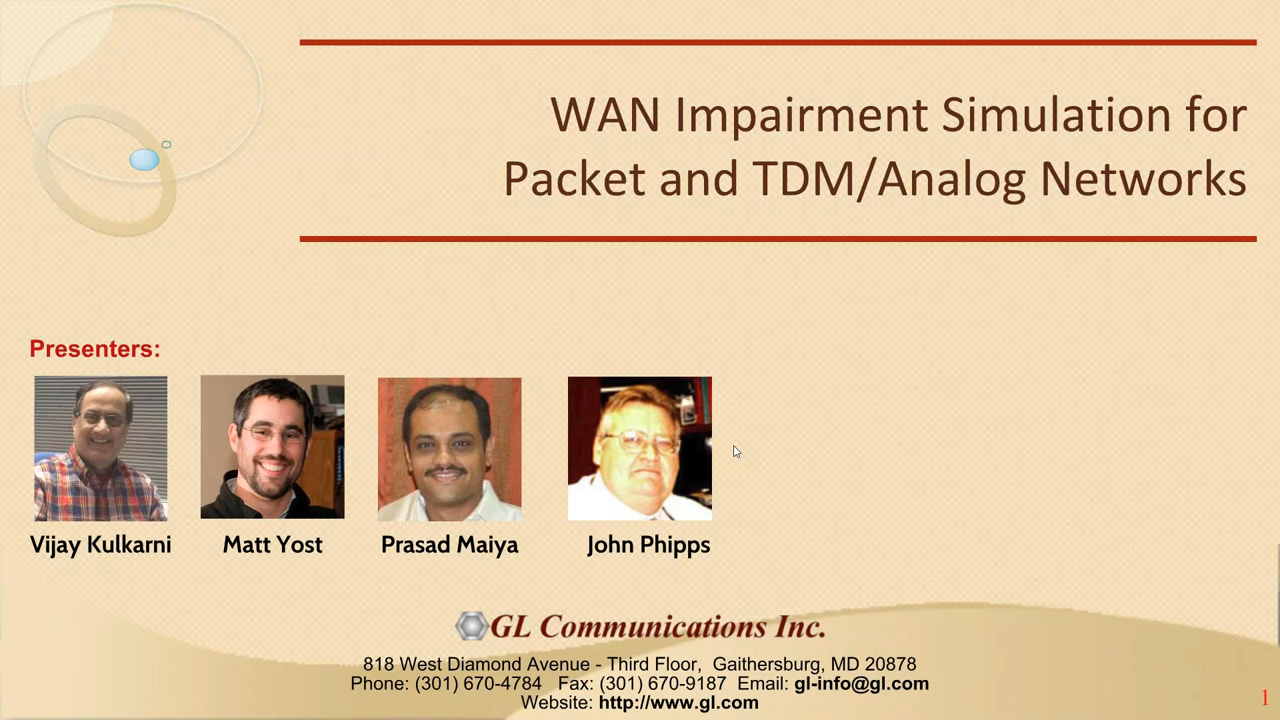 WAN Impairment Simulation for
Packet and TDM/Analog Networks
Presenters:
Vijay Kulkarni
Matt Yost
Prasad Maiya
John Phipps
GL Communications Inc.
818 West Diamond Avenue - Third Floor, Gaithersburg, MD 20878
Phone: (301) 670-4784 Fax: (301) 670-9187 Email: gl-info@gl.com
Website: http://www.gl.com
1